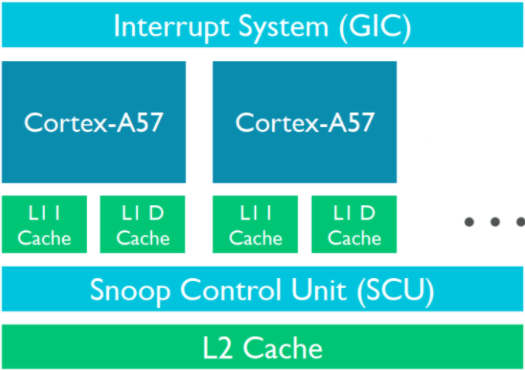 Interrupt System (GIC)
Cortex-A57
Cortex-A57
L1 I
Cache
L1 D
Cache
L1 I
Cache
L1 D
Cache
• • •
Snoop Control Unit (SCU)
L2 Cache